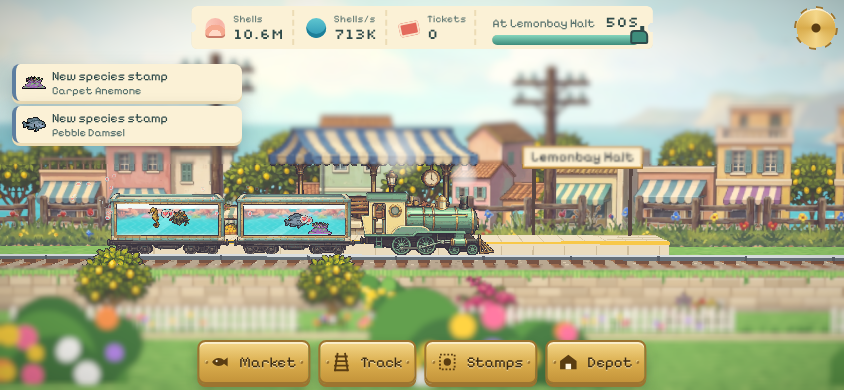 Shells
10.6M
Shells/s
713K
Tickets
0
At Lemonbay Halt 50s
New species stamp
Carpet Anemone
New species stamp
Pebble Damsel
Lemonbay Halt
Market
Track
Stamps
Depot